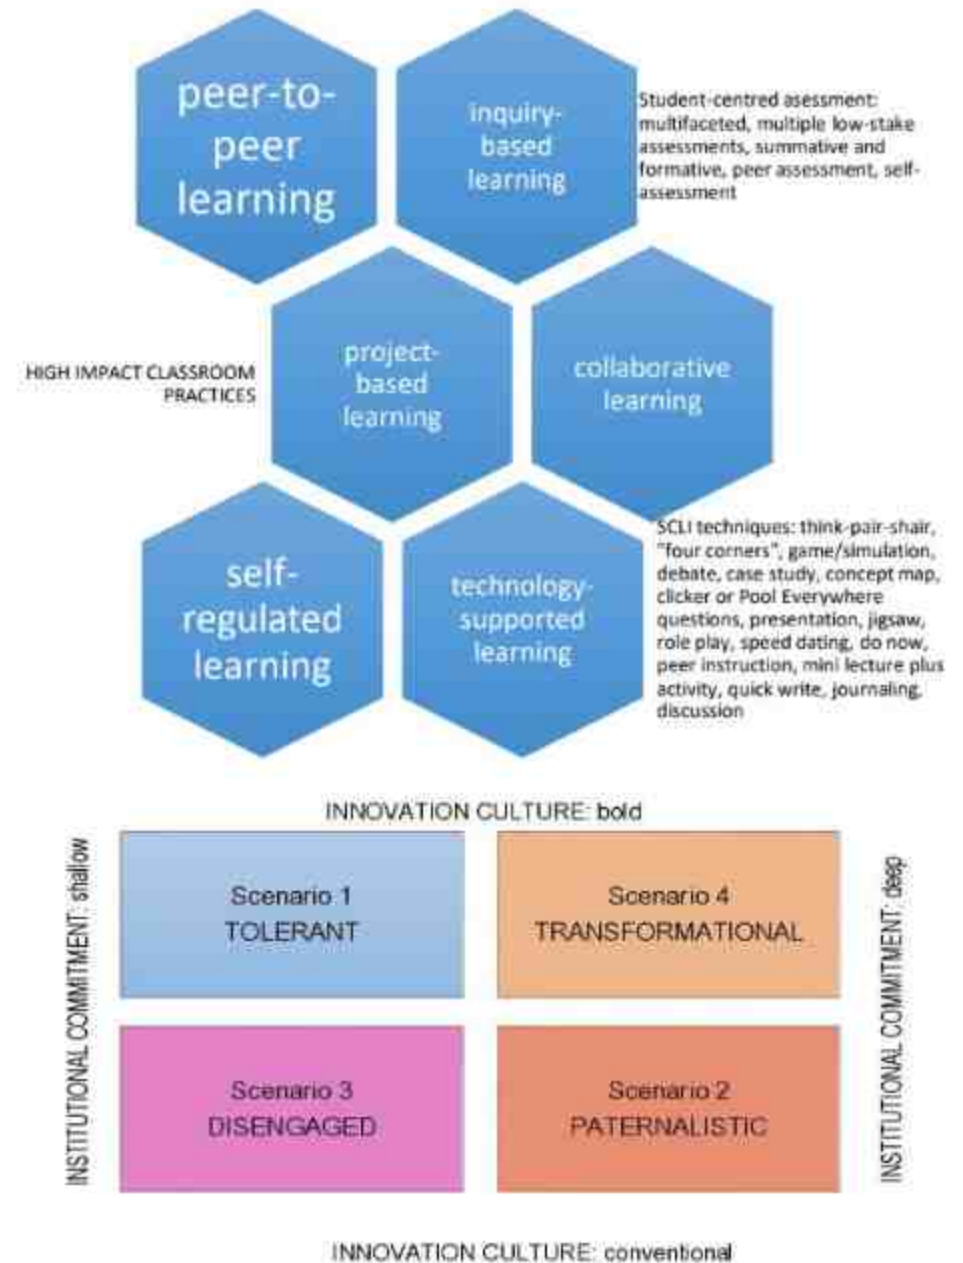 peer-to-
peer
learning
inquiry-
based
learning
Student-centred asessment:
multifaceted, multiple low-stake
assessments, summative and
formative, peer assessment, self-
assessment
HIGH IMPACT CLASSROOM
PRACTICES
project-
based
learning
collaborative
learning
self-
regulated
learning
technology-
supported
learning
SCLI techniques: think-pair-shair,
"four corners", game/simulation,
debate, case study, concept map,
clicker or Pool Everywhere
questions, presentation, jigsaw,
role play, speed dating, do now,
peer instruction, mini lecture plus
activity, quick write, journaling,
discussion
INNOVATION CULTURE: bold
INSTITUTIONAL COMMITMENT: shallow
Scenario 1
TOLERANT
Scenario 4
TRANSFORMATIONAL
INSTITUTIONAL COMMITMENT: deep
Scenario 3
DISENGAGED
Scenario 2
PATERNALISTIC
INNOVATION CULTURE: conventional